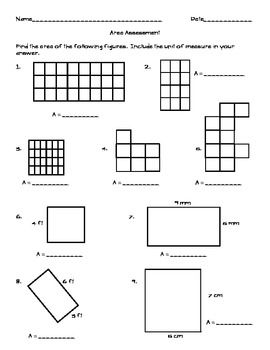 Name____________________ Date____________
Area Assessment
Find the area of the following figures. Include the unit of measure in your
answer.
1.
A = __________
2.
A = __________
3.
A = __________
4.
A = __________
5.
A = __________
6.
4 ft
A = __________
7.
9 mm
6 mm
A = __________
8.
6 ft
3 ft
A = __________
9.
7 cm
8 cm
A = __________